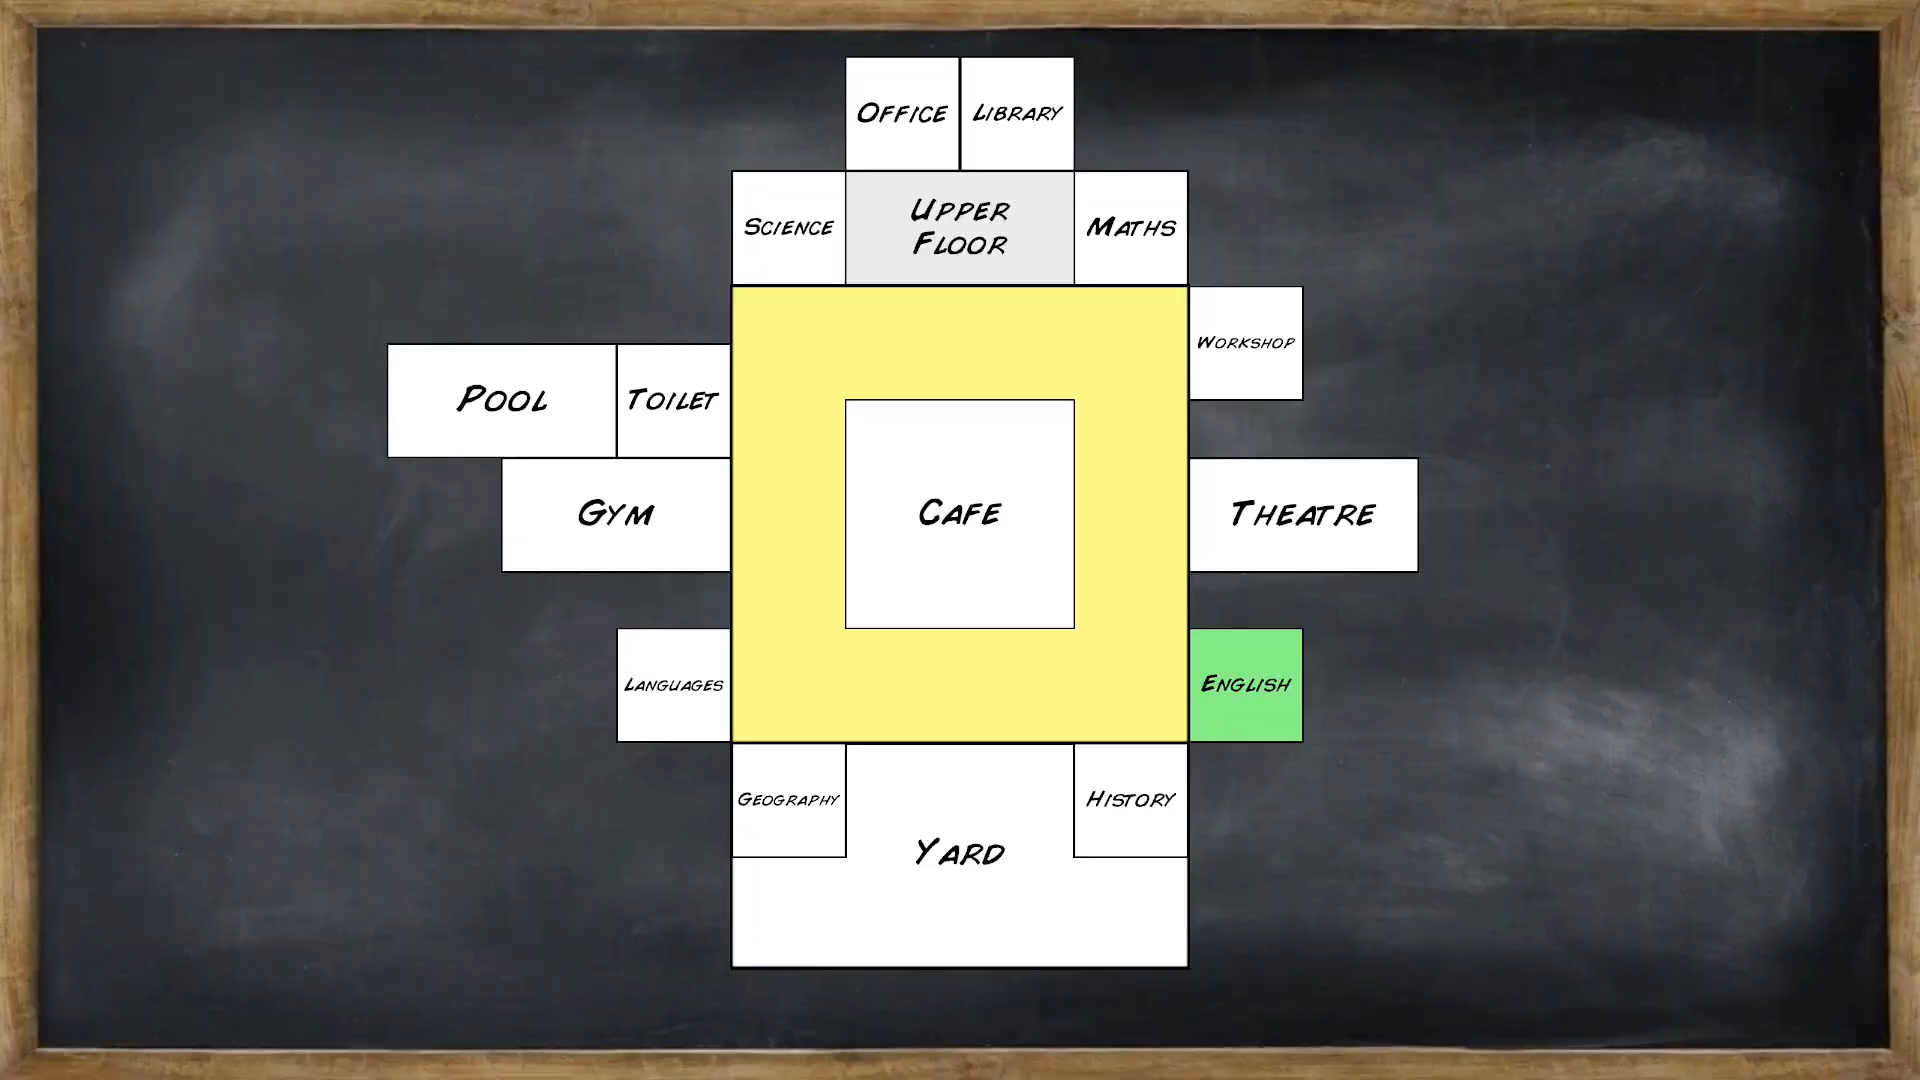 OFFICE
LIBRARY
SCIENCE
UPPER
FLOOR
MATHS
WORKSHOP
POOL
TOILET
GYM
CAFE
THEATRE
LANGUAGES
ENGLISH
GEOGRAPHY
HISTORY
YARD